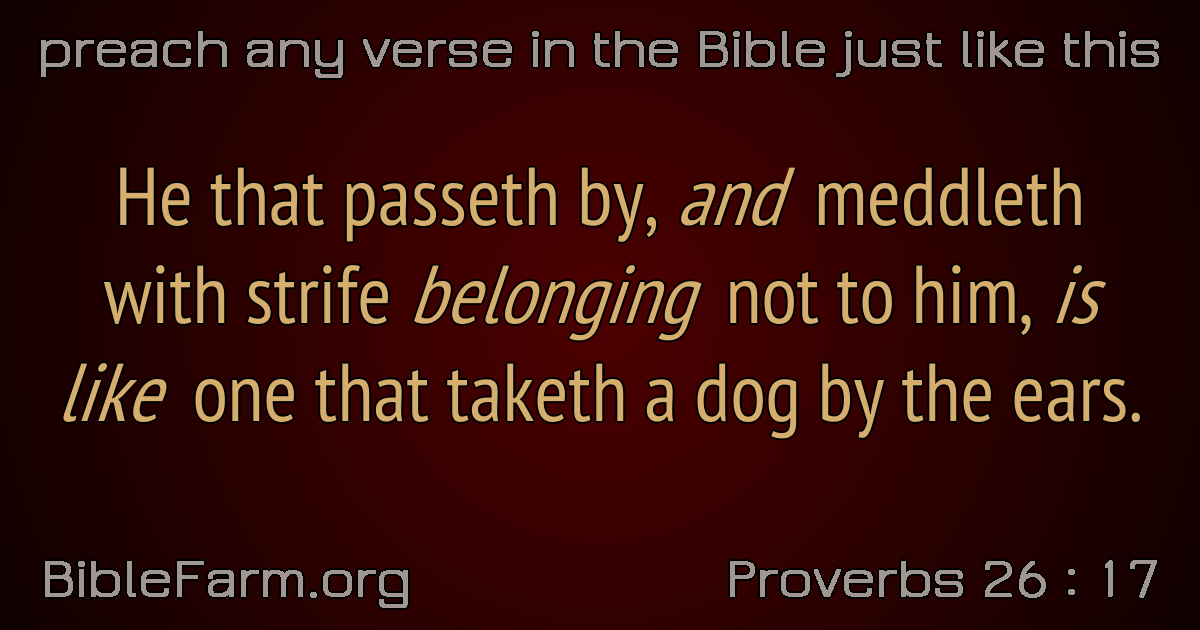 preach any verse in the Bible just like this
He that passeth by, and meddleth
with strife belonging not to him, is
like one that taketh a dog by the ears.
BibleFarm.org
Proverbs 26 : 17